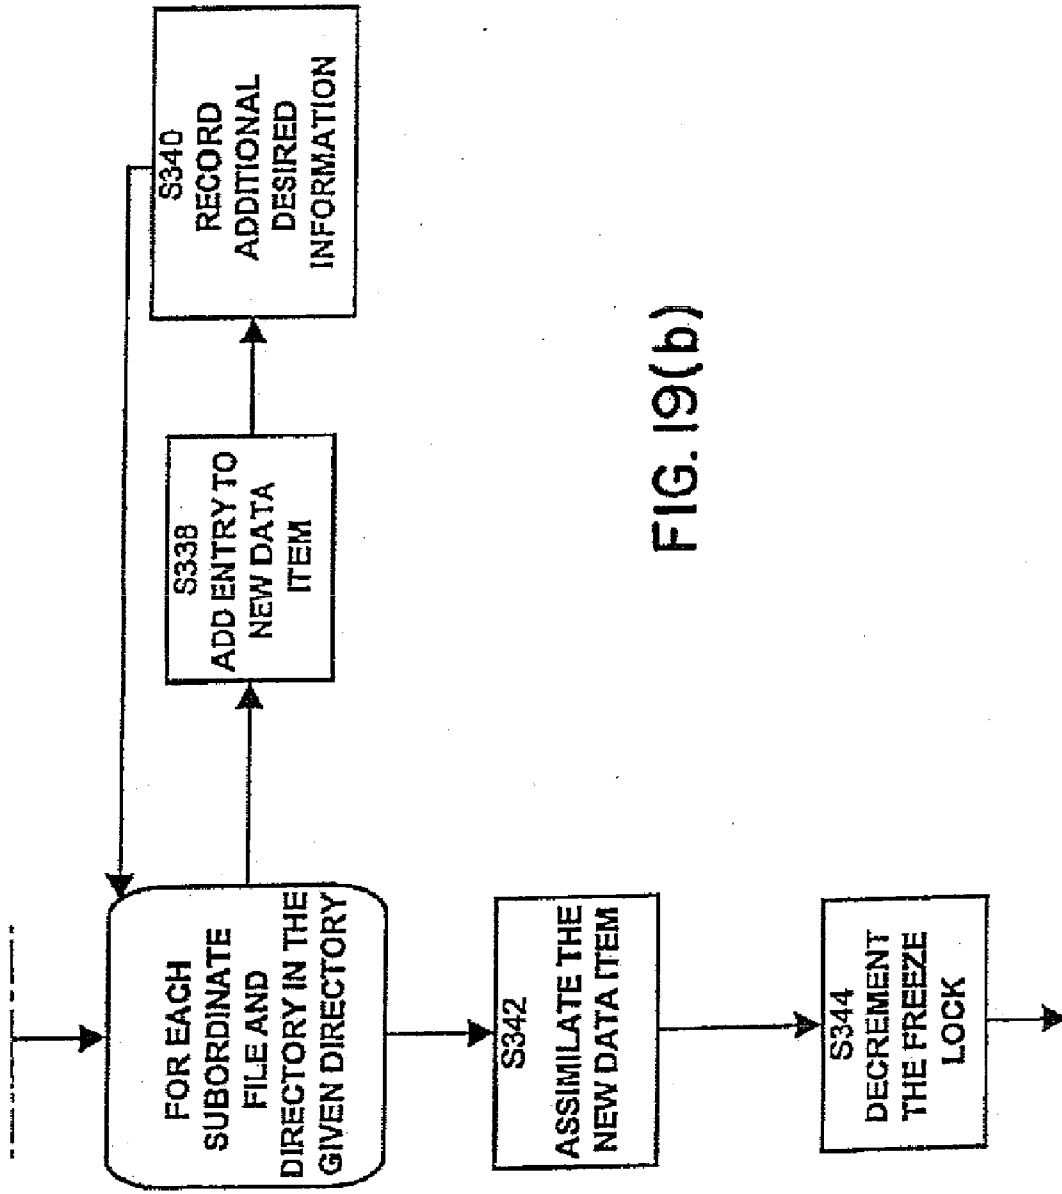 FOR EACH
SUBORDINATE
FILE AND
DIRECTORY IN THE
GIVEN DIRECTORY
S338
ADD ENTRY TO
NEW DATA
ITEM
S340
RECORD
ADDITIONAL
DESIRED
INFORMATION
S342
ASSIMILATE THE
NEW DATA ITEM
S344
DECREMENT
THE FREEZE
LOCK
FIG. 19(b)